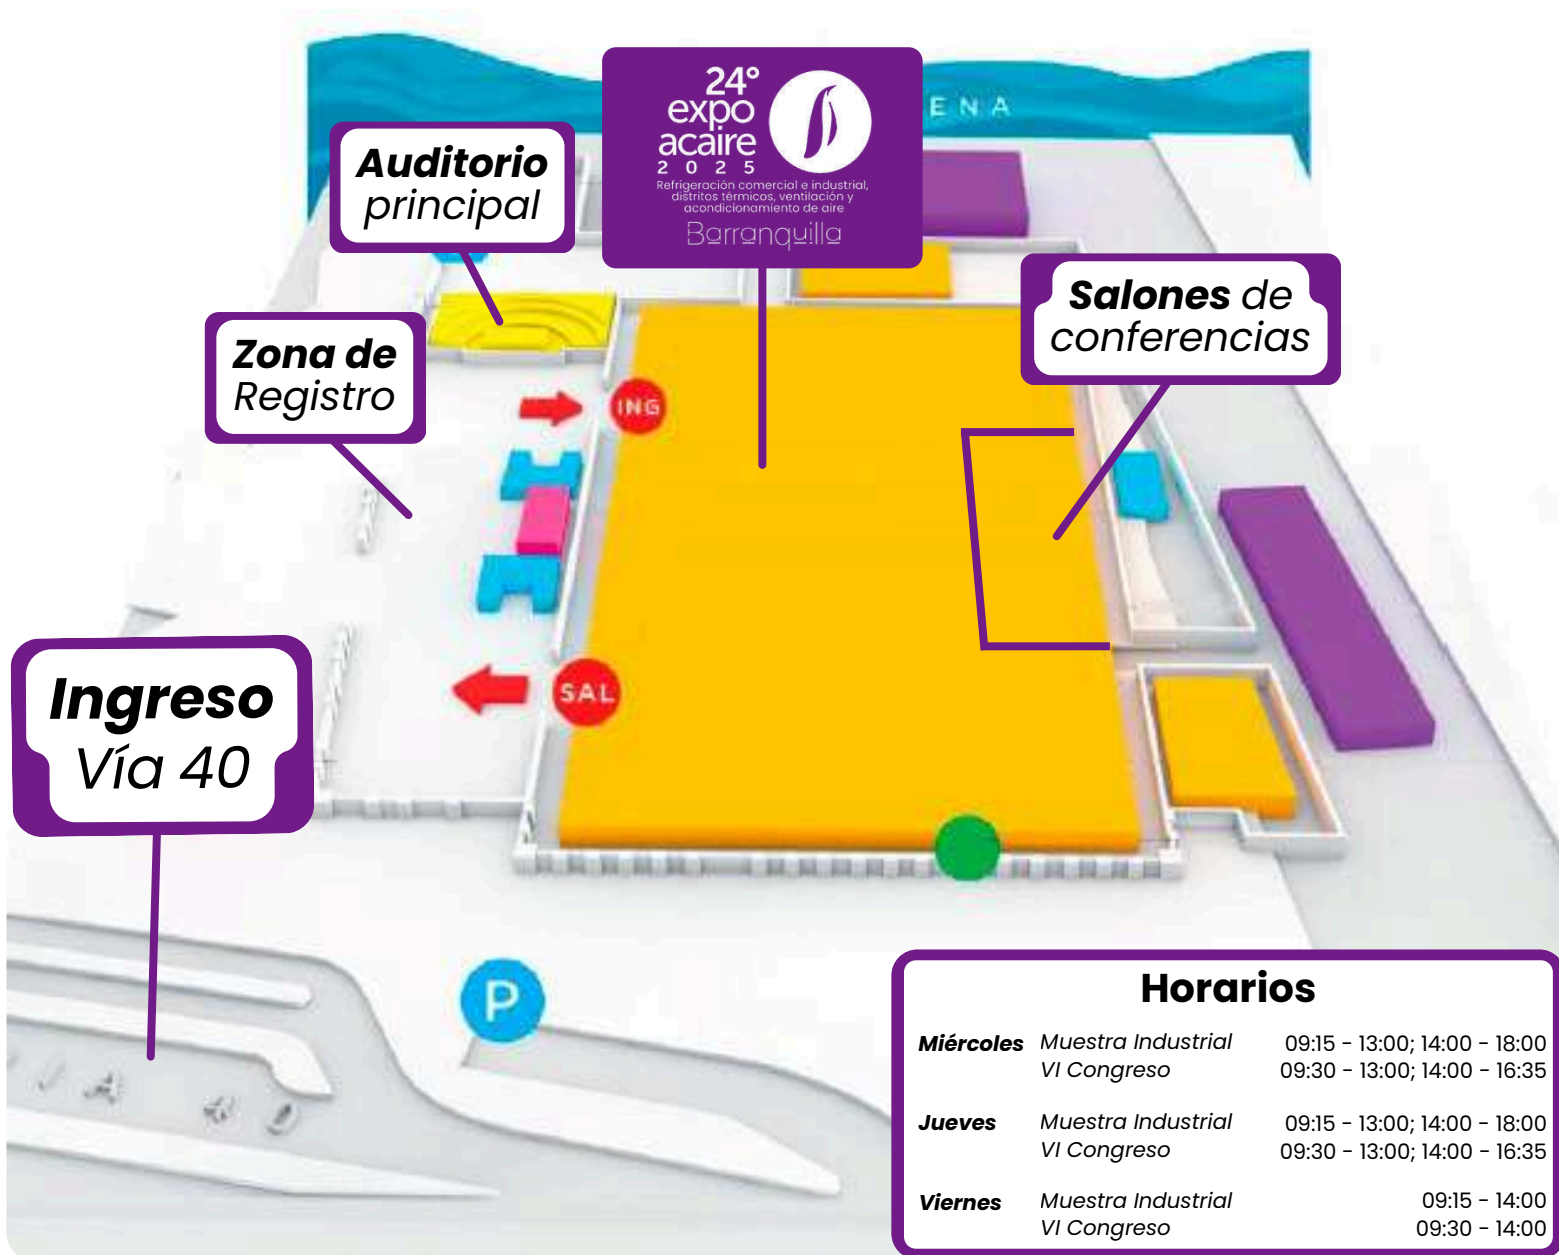 24°
expo
acaire
2025
Refrigeración comercial e industrial,
distritos térmicos, ventilación y
acondicionamiento de aire
Barranquilla
ENA
Auditorio
principal
Salones de
conferencias
Zona de
Registro
ING
SAL
Ingreso
Vía 40
P
Horarios
Miércoles Muestra Industrial 09:15 - 13:00; 14:00 - 18:00
VI Congreso 09:30 - 13:00; 14:00 - 16:35
Jueves Muestra Industrial 09:15 - 13:00; 14:00 - 18:00
VI Congreso 09:30 - 13:00; 14:00 - 16:35
Viernes Muestra Industrial 09:15 - 14:00
VI Congreso 09:30 - 14:00